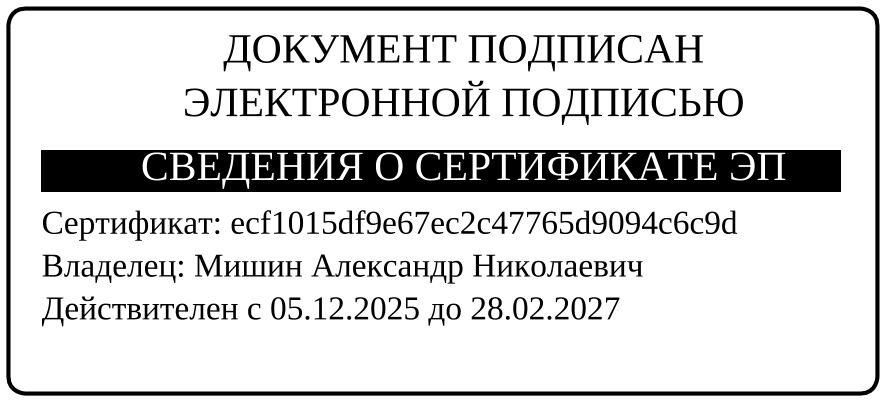 ДОКУМЕНТ ПОДПИСАН
ЭЛЕКТРОННОЙ ПОДПИСЬЮ
СВЕДЕНИЯ О СЕРТИФИКАТЕ ЭП
Сертификат: ecf1015df9e67ec2c47765d9094c6c9d
Владелец: Мишин Александр Николаевич
Действителен с 05.12.2025 до 28.02.2027